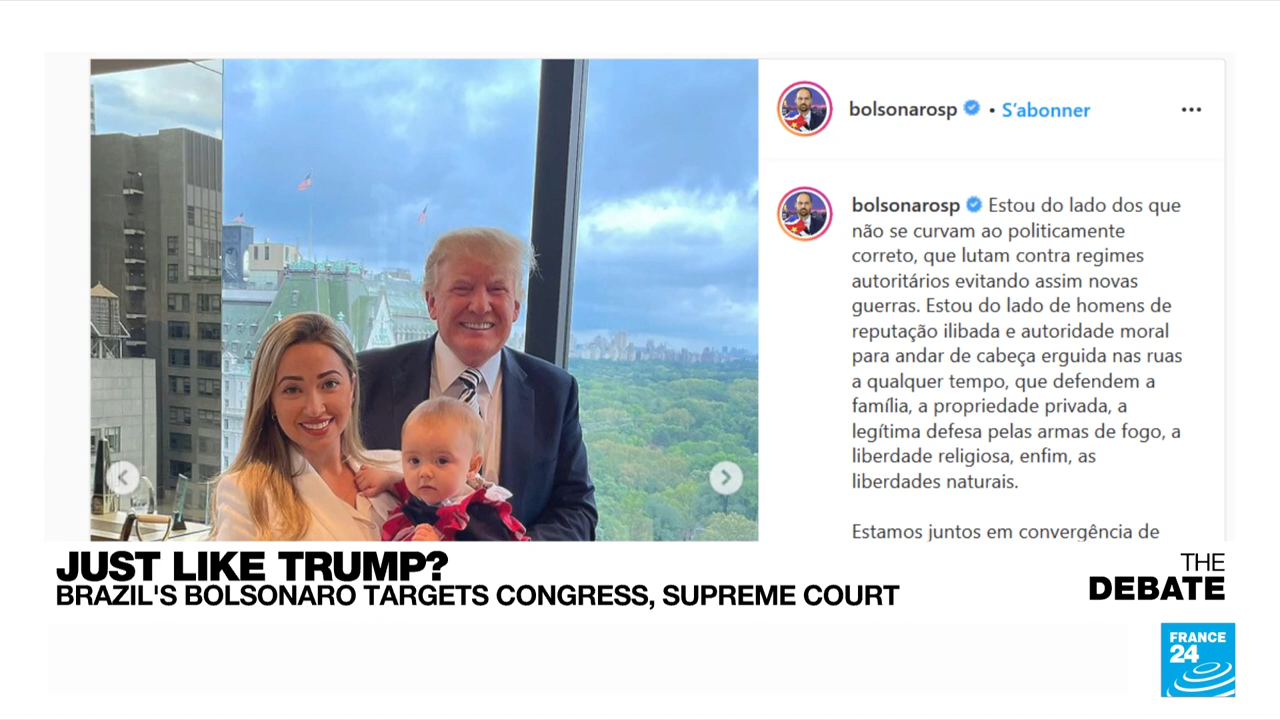 bolsonarosp • S'abonner
bolsonarosp Estou do lado dos que
não se curvam ao politicamente
correto, que lutam contra regimes
autoritários evitando assim novas
guerras. Estou do lado de homens de
reputação ilibada e autoridade moral
para andar de cabeça erguida nas ruas
a qualquer tempo, que defendem a
família, a propriedade privada, a
legítima defesa pelas armas de fogo, a
liberdade religiosa, enfim, as
liberdades naturais.
Estamos juntos em convergência de
JUST LIKE TRUMP?
BRAZIL'S BOLSONARO TARGETS CONGRESS, SUPREME COURT
THE
DEBATE
FRANCE
24